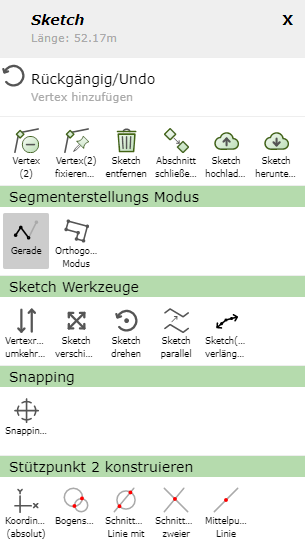 Sketch X
Länge: 52.17m
Rückgängig/Undo
Vertex hinzufügen
Vertex Vertex(2) Sketch Abschnitt Sketch Sketch
(2) fixieren... entfernen schließe... hochlad... herunte...
Segmenterstellungs Modus
Gerade Orthogo...
Modus
Sketch Werkzeuge
Vertexr... Sketch Sketch Sketch Sketch(...
umkehr... verschi... drehen parallel verläng...
Snapping
Snappin...
Stützpunkt 2 konstruieren
Koordin... Bogens... Schnitt... Schnitt... Mittelpu...
(absolut) Linie mit zweier Linie